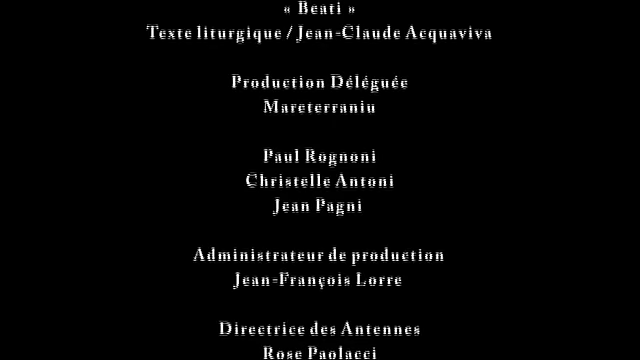 « Beati »
Texte liturgique / Jean-Claude Acquaviva
Production Déléguée
Mareterraniu
Paul Rognoni
Christelle Antoni
Jean Pagni
Administrateur de production
Jean-François Lorre
Directrice des Antennes
Rose Paolacci